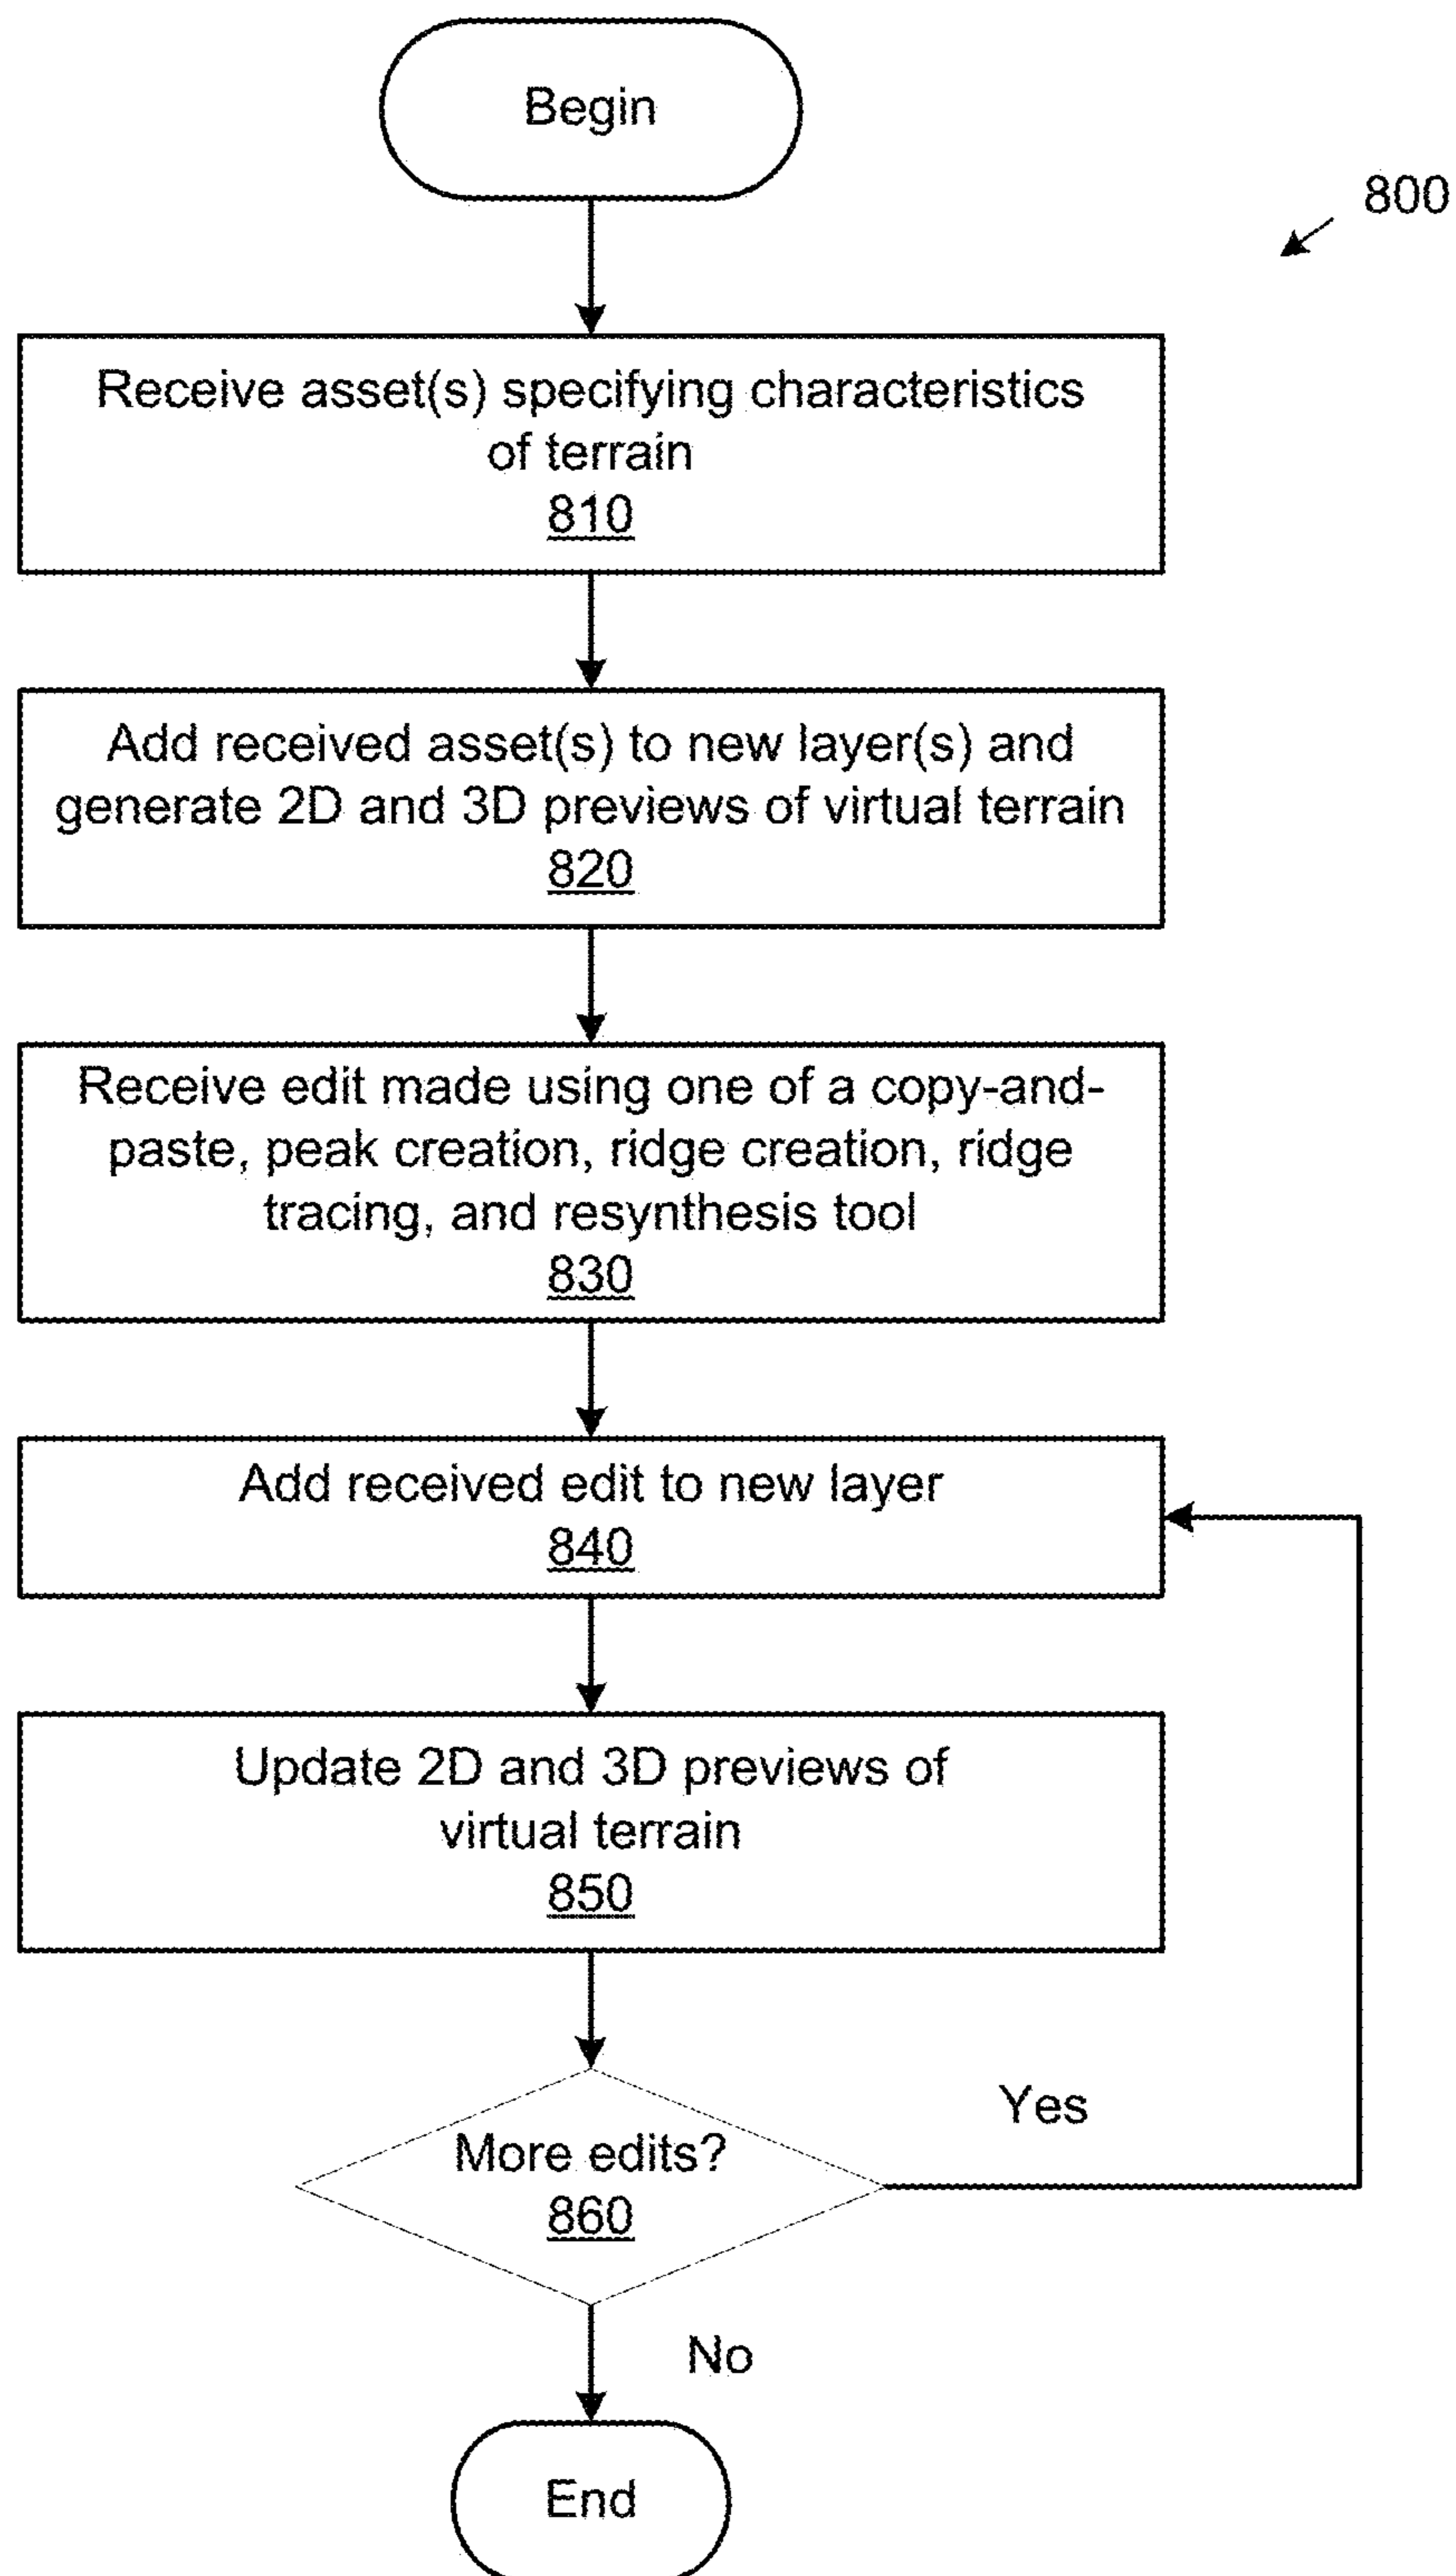 Begin
800
Receive asset(s) specifying characteristics
of terrain
810
Add received asset(s) to new layer(s) and
generate 2D and 3D previews of virtual terrain
820
Receive edit made using one of a copy-and-
paste, peak creation, ridge creation, ridge
tracing, and resynthesis tool
830
Add received edit to new layer
840
Update 2D and 3D previews of
virtual terrain
850
More edits?
860
Yes
No
End